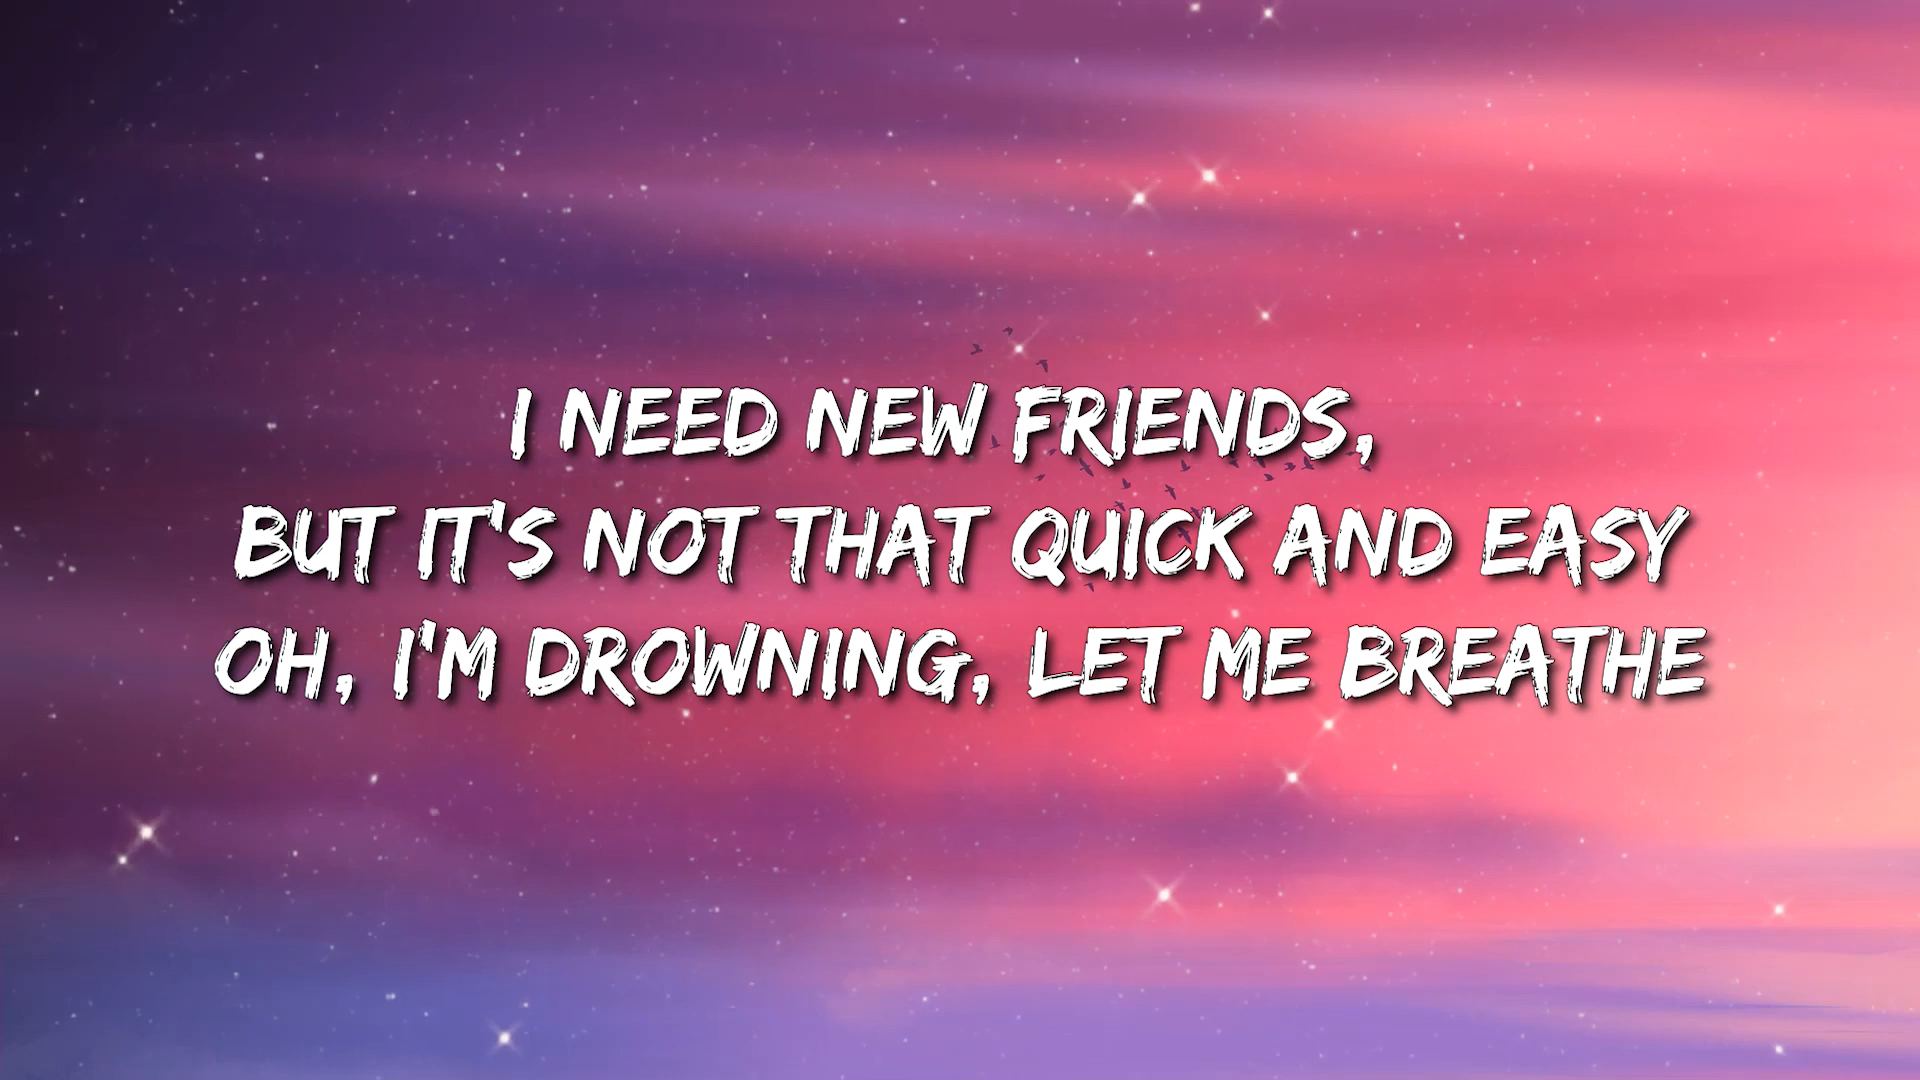 I NEED NEW FRIENDS,
BUT IT'S NOT THAT QUICK AND EASY
OH, I'M DROWNING, LET ME BREATHE